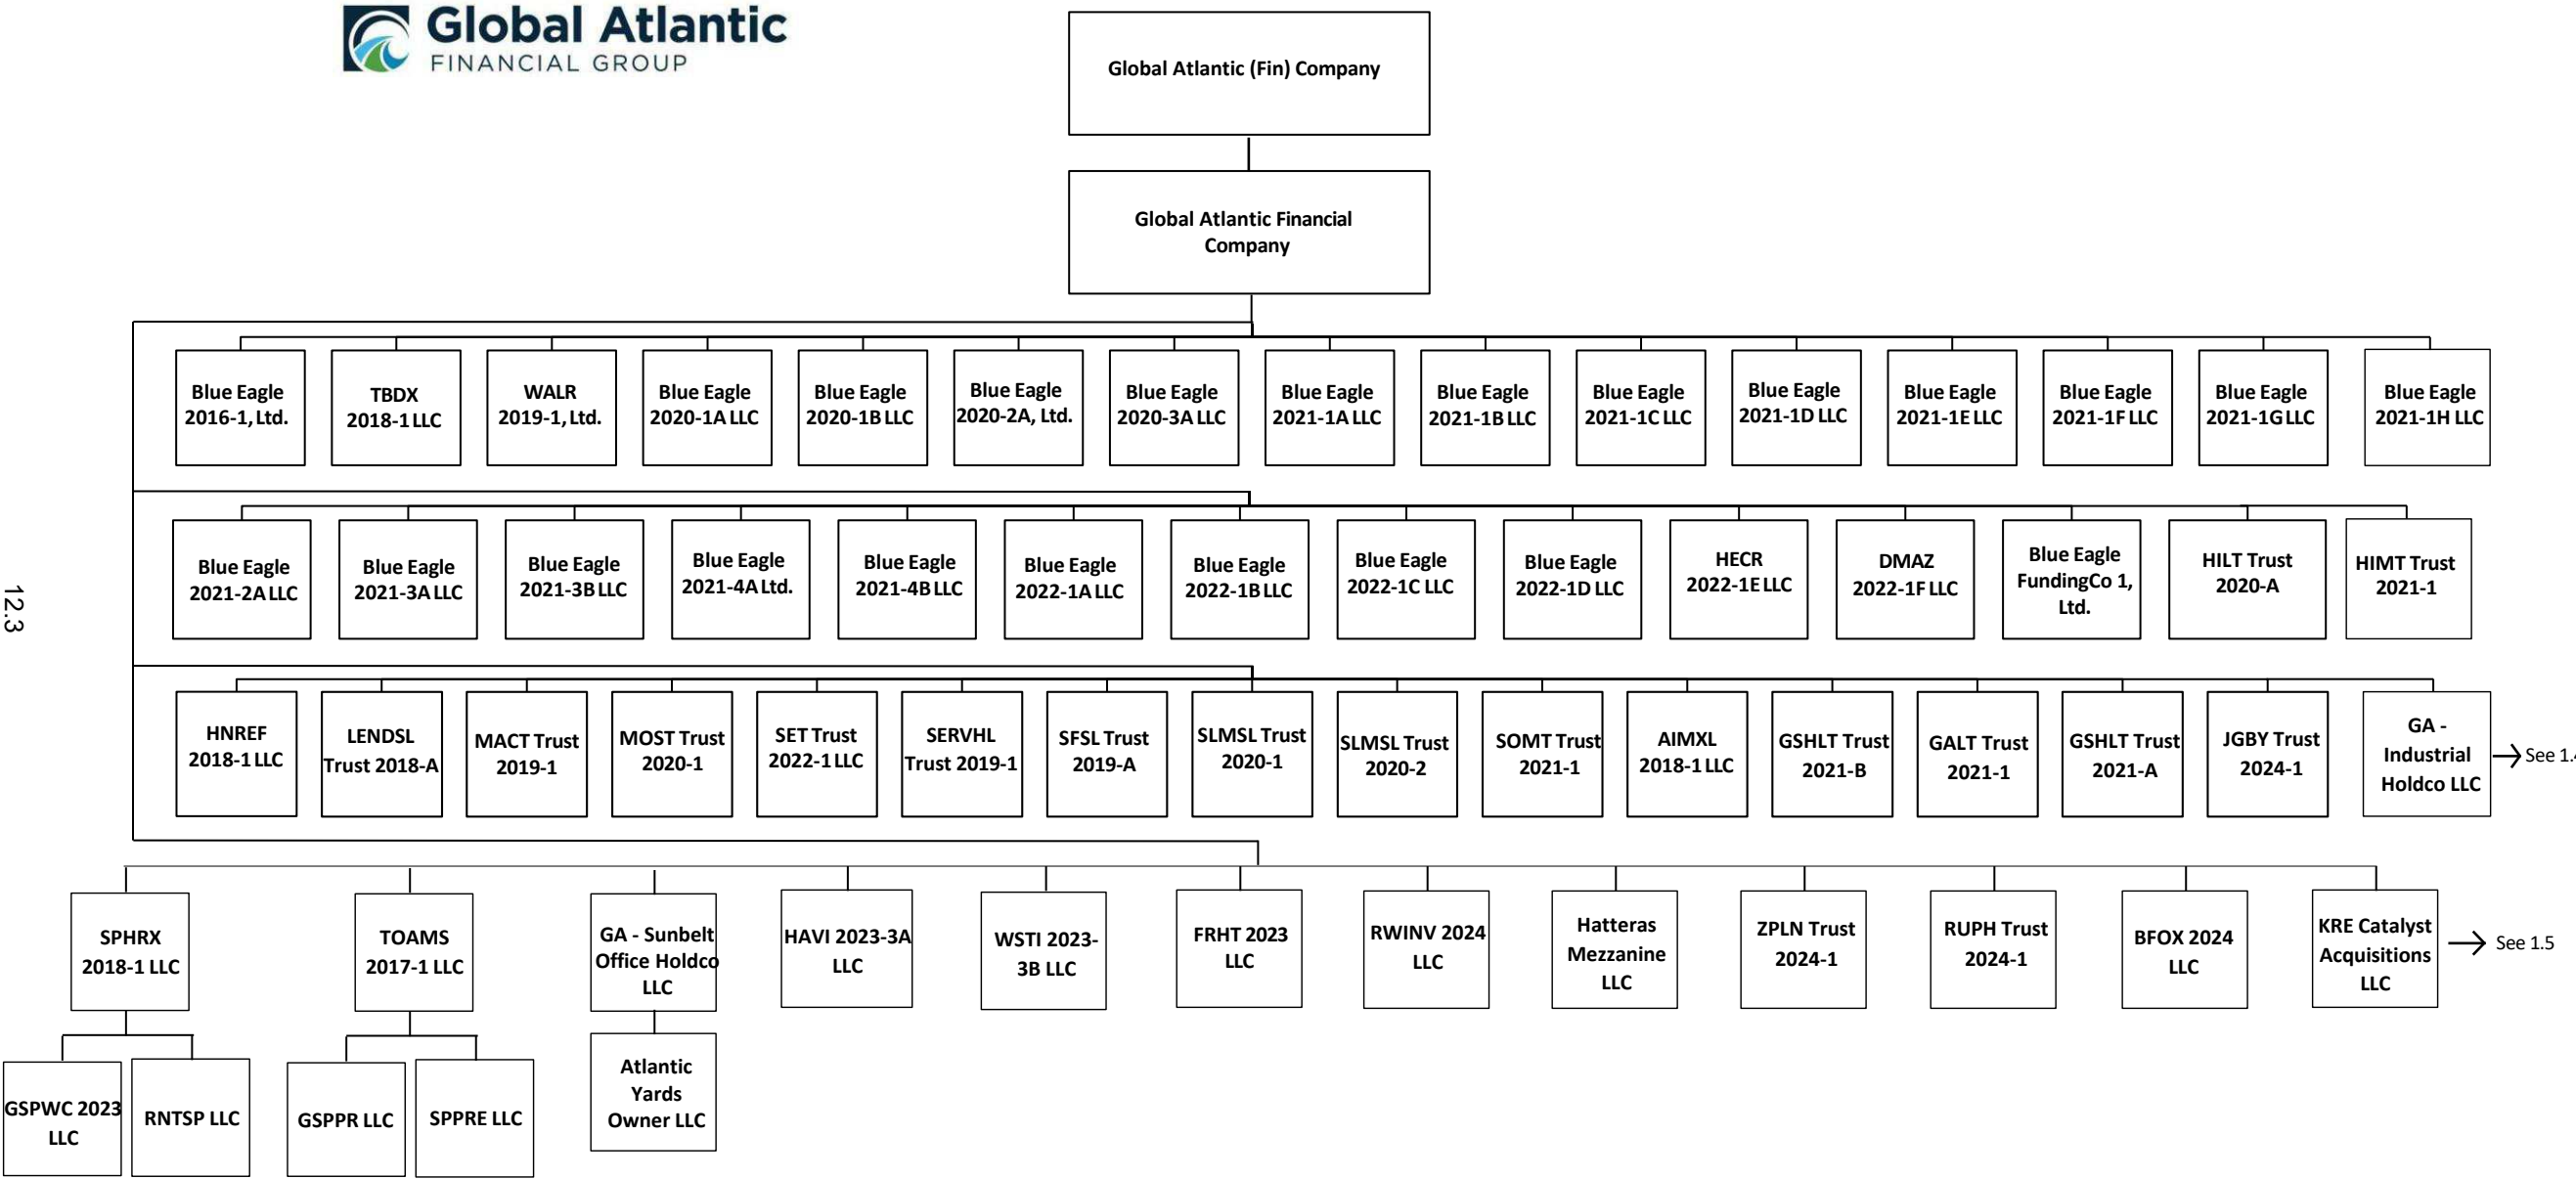 Global Atlantic
FINANCIAL GROUP
Global Atlantic (Fin) Company
Global Atlantic Financial
Company
Blue Eagle
2016-1, Ltd.
TBDX
2018-1 LLC
WALR
2019-1, Ltd.
Blue Eagle
2020-1A LLC
Blue Eagle
2020-1B LLC
Blue Eagle
2020-2A, Ltd.
Blue Eagle
2020-3A LLC
Blue Eagle
2021-1A LLC
Blue Eagle
2021-1B LLC
Blue Eagle
2021-1C LLC
Blue Eagle
2021-1D LLC
Blue Eagle
2021-1E LLC
Blue Eagle
2021-1F LLC
Blue Eagle
2021-1G LLC
Blue Eagle
2021-1H LLC
Blue Eagle
2021-2A LLC
Blue Eagle
2021-3A LLC
Blue Eagle
2021-3B LLC
Blue Eagle
2021-4A Ltd.
Blue Eagle
2021-4B LLC
Blue Eagle
2022-1A LLC
Blue Eagle
2022-1B LLC
Blue Eagle
2022-1C LLC
Blue Eagle
2022-1D LLC
HECR
2022-1E LLC
DMAZ
2022-1F LLC
Blue Eagle
FundingCo 1,
Ltd.
HILT Trust
2020-A
HIMT Trust
2021-1
12.3
HNREF
2018-1 LLC
LENDSL
Trust 2018-A
MACT Trust
2019-1
MOST Trust
2020-1
SET Trust
2022-1 LLC
SERVHL
Trust 2019-1
SFSL Trust
2019-A
SLMSL Trust
2020-1
SLMSL Trust
2020-2
SOMT Trust
2021-1
AIMXL
2018-1 LLC
GSHLT Trust
2021-B
GALT Trust
2021-1
GSHLT Trust
2021-A
JGBY Trust
2024-1
GA -
Industrial
Holdco LLC
See 1.4
SPHRX
2018-1 LLC
TOAMS
2017-1 LLC
GA - Sunbelt
Office Holdco
LLC
HAVI 2023-3A
LLC
WSTI 2023-
3B LLC
FRHT 2023
LLC
RWINV 2024
LLC
Hatteras
Mezzanine
LLC
ZPLN Trust
2024-1
RUPH Trust
2024-1
BFOX 2024
LLC
KRE Catalyst
Acquisitions
LLC
See 1.5
GSPWC 2023
LLC
RNTSP LLC
GSPPR LLC
SPPRE LLC
Atlantic
Yards
Owner LLC